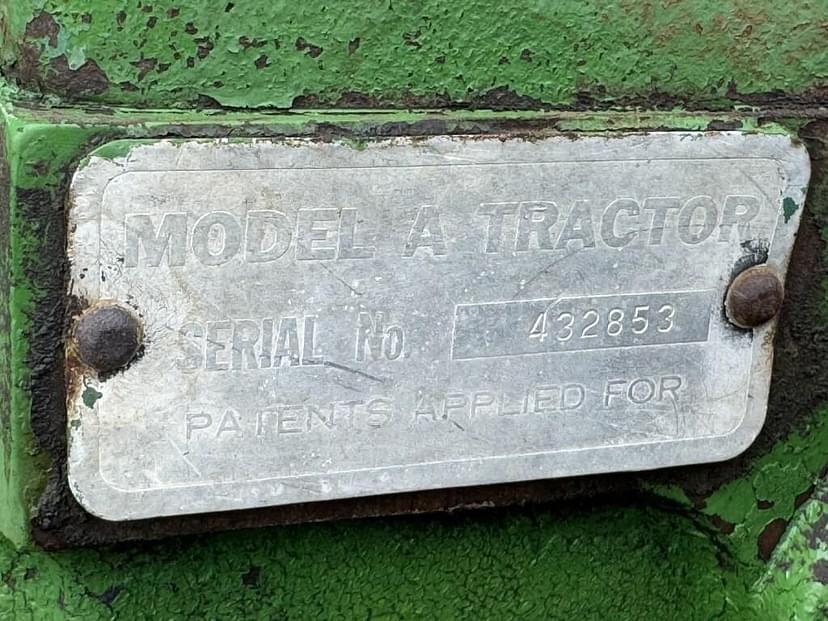 MODEL A TRACTOR
SERIAL No. 432853
PATENTS APPLIED FOR